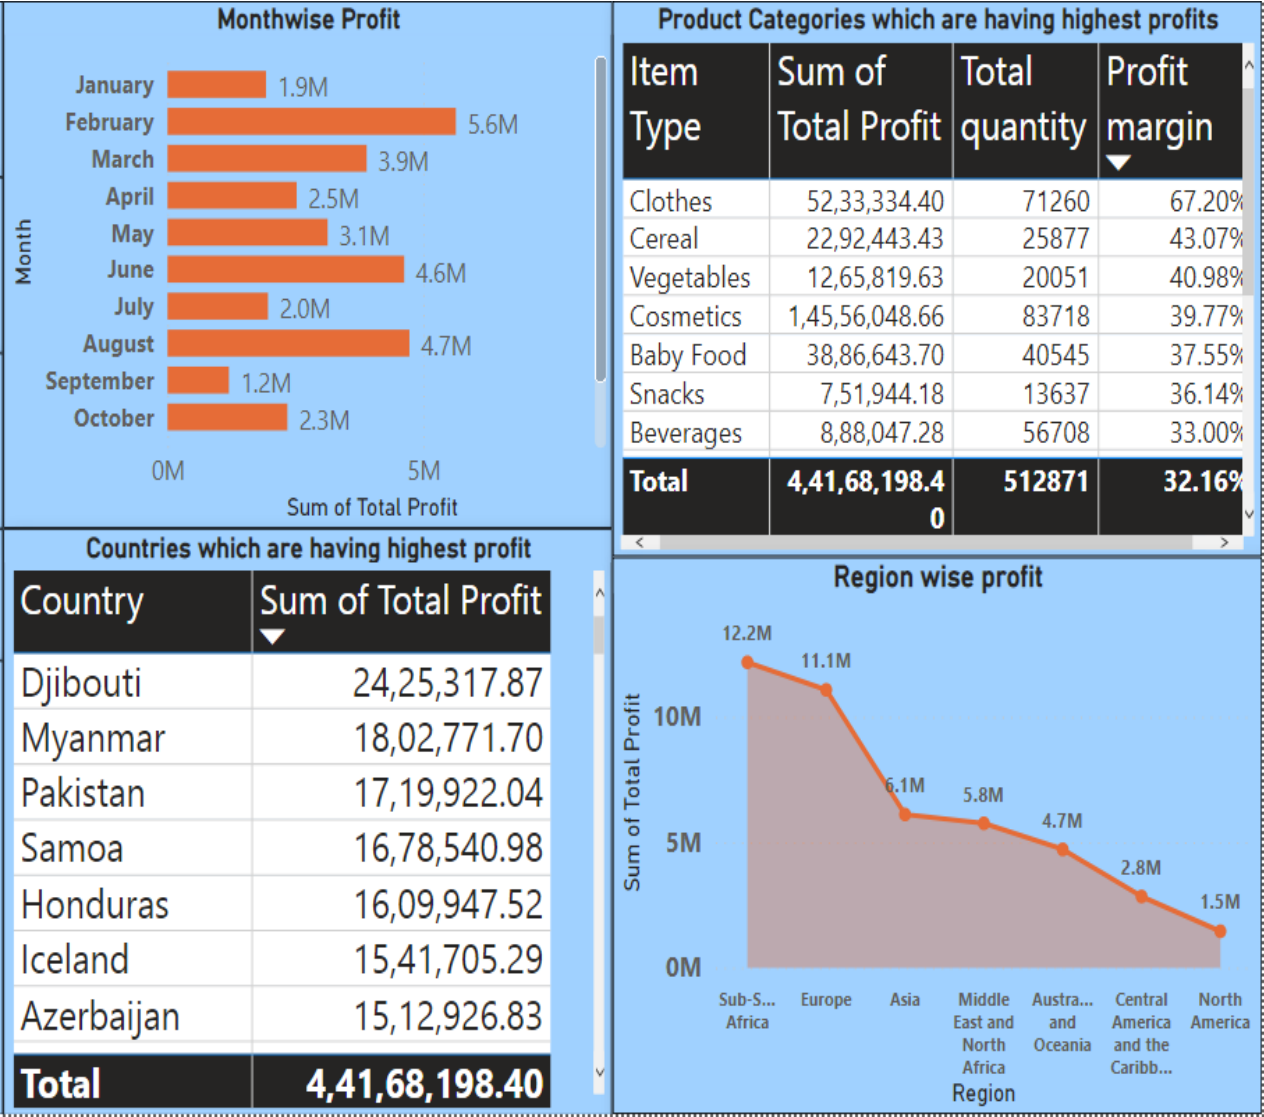 Monthwise Profit
January 1.9M
February 5.6M
March 3.9M
April 2.5M
May 3.1M
June 4.6M
July 2.0M
August 4.7M
September 1.2M
October 2.3M
Month
0M 5M
Sum of Total Profit
Product Categories which are having highest profits
Item Sum of Total Profit
Type Total Profit quantity margin
Clothes 52,33,334.40 71260 67.20%
Cereal 22,92,443.43 25877 43.07%
Vegetables 12,65,819.63 20051 40.98%
Cosmetics 1,45,56,048.66 83718 39.77%
Baby Food 38,86,643.70 40545 37.55%
Snacks 7,51,944.18 13637 36.14%
Beverages 8,88,047.28 56708 33.00%
Total 4,41,68,198.4 512871 32.16%
0
Countries which are having highest profit
Country Sum of Total Profit
Djibouti 24,25,317.87
Myanmar 18,02,771.70
Pakistan 17,19,922.04
Samoa 16,78,540.98
Honduras 16,09,947.52
Iceland 15,41,705.29
Azerbaijan 15,12,926.83
Total 4,41,68,198.40
Region wise profit
12.2M
11.1M
6.1M
5.8M
4.7M
2.8M
1.5M
Sum of Total Profit
10M
5M
0M
Sub-S... Europe Asia Middle Austra... Central North
Africa East and and America America
North Oceania and the
Africa Caribb...
Region